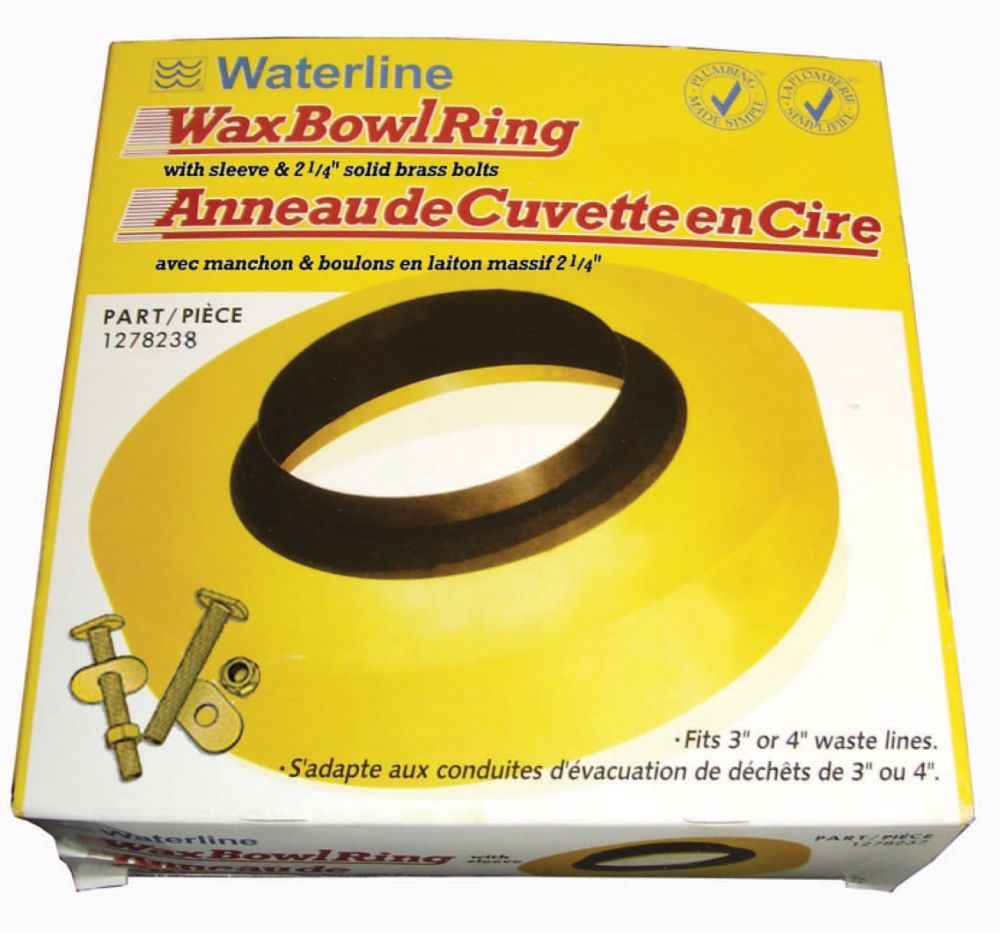 Waterline
PLUMBING MADE SIMPLE
LA PLOMBERIE SIMPLIFIÉE
Wax Bowl Ring
with sleeve & 2 1/4" solid brass bolts
Anneau de Cuvette en Cire
avec manchon & boulons en laiton massif 2 1/4"
PART/PIÈCE
1278238
·Fits 3" or 4" waste lines.
·S'adapte aux conduites d'évacuation de déchêts de 3" ou 4".
Waterline
Wax Bowl Ring
with
sleeve
Anneau de
PART/PIÈCE
1278237